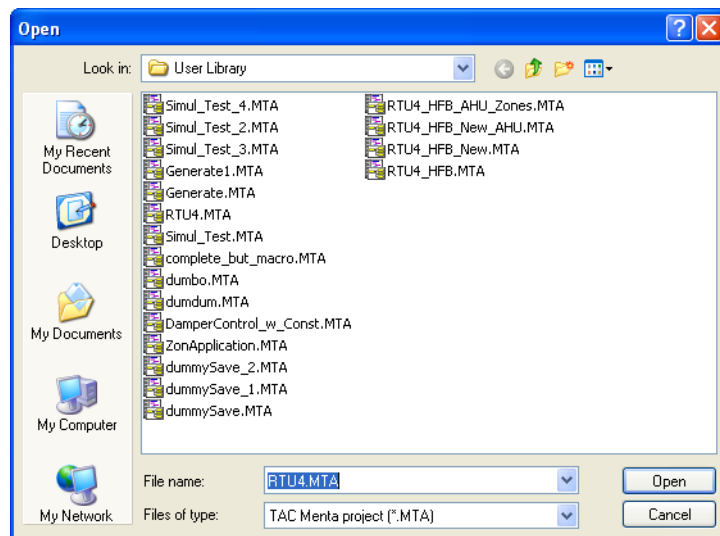 Open
Look in:
User Library
My Recent
Documents
Desktop
My Documents
My Computer
My Network
Simul_Test_4.MTA
Simul_Test_2.MTA
Simul_Test_3.MTA
Generate1.MTA
Generate.MTA
RTU4.MTA
Simul_Test.MTA
complete_but_macro.MTA
dumbo.MTA
dumdum.MTA
DamperControl_w_Const.MTA
ZonApplication.MTA
dummySave_2.MTA
dummySave_1.MTA
dummySave.MTA
RTU4_HFB_AHU_Zones.MTA
RTU4_HFB_New_AHU.MTA
RTU4_HFB_New.MTA
RTU4_HFB.MTA
File name:
RTU4.MTA
Open
Files of type:
TAC Menta project (*.MTA)
Cancel